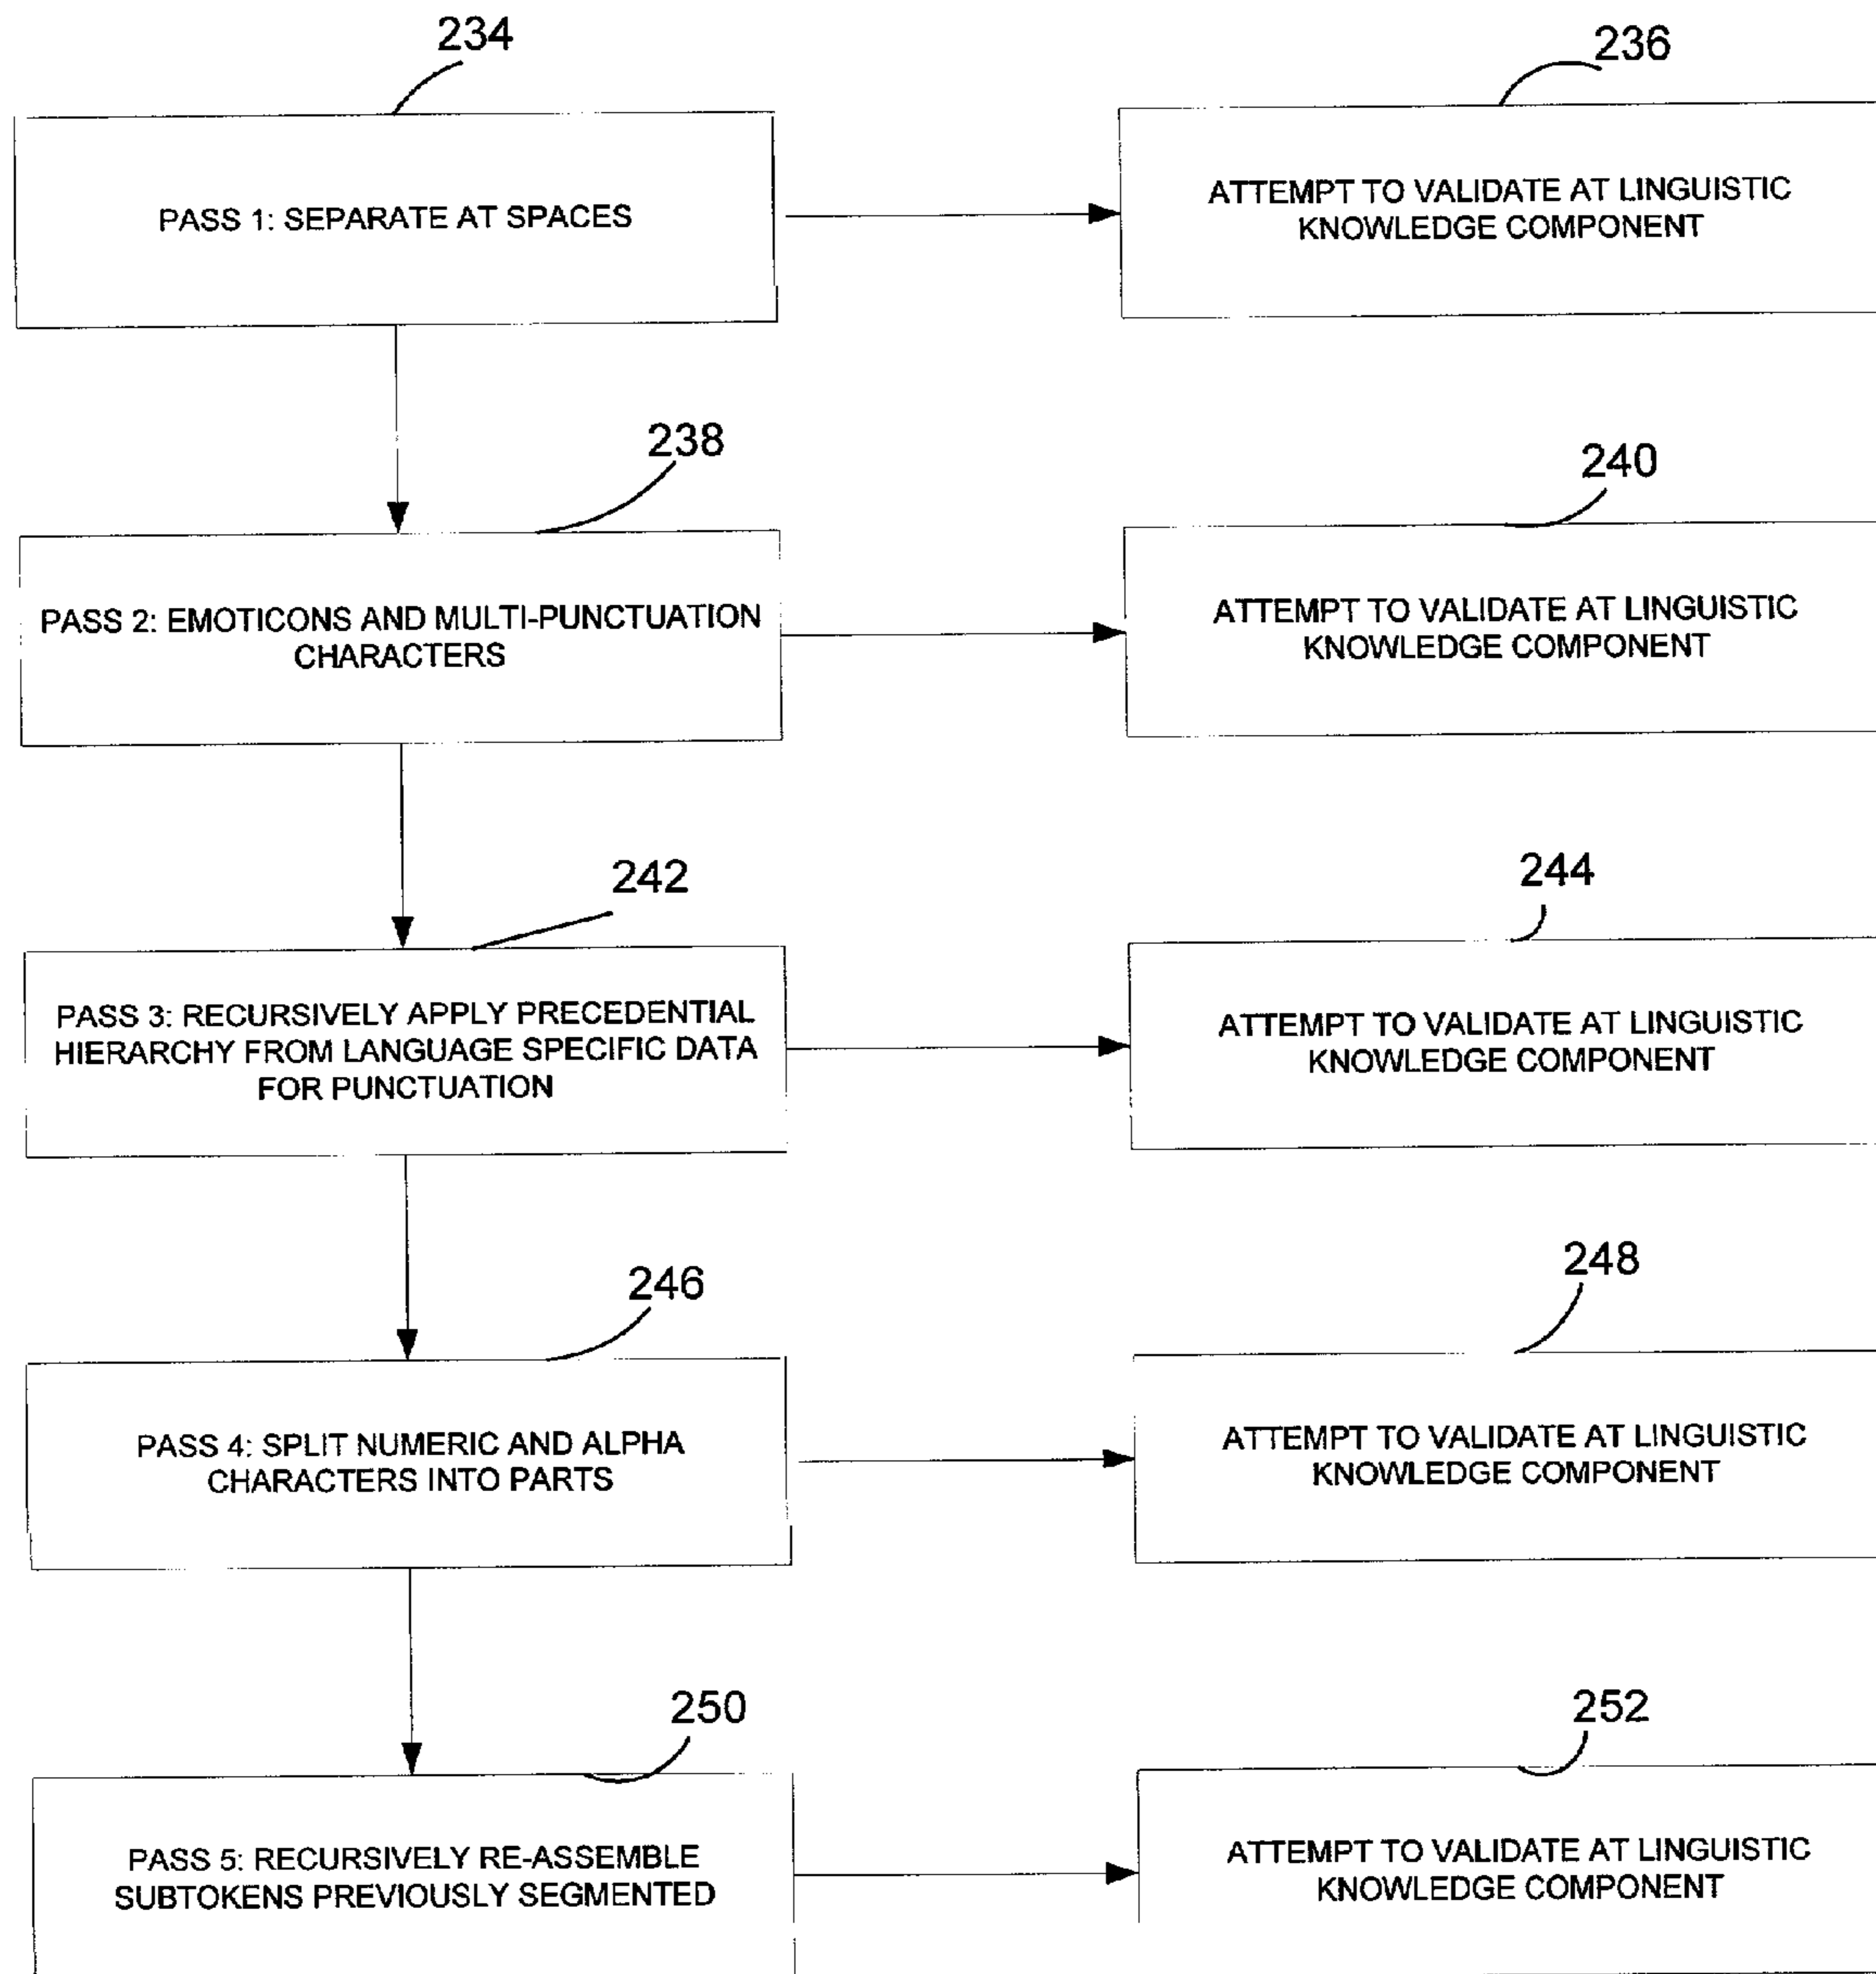 234
236
PASS 1: SEPARATE AT SPACES
ATTEMPT TO VALIDATE AT LINGUISTIC
KNOWLEDGE COMPONENT
238
240
PASS 2: EMOTICONS AND MULTI-PUNCTUATION
CHARACTERS
ATTEMPT TO VALIDATE AT LINGUISTIC
KNOWLEDGE COMPONENT
242
244
PASS 3: RECURSIVELY APPLY PRECEDENTIAL
HIERARCHY FROM LANGUAGE SPECIFIC DATA
FOR PUNCTUATION
ATTEMPT TO VALIDATE AT LINGUISTIC
KNOWLEDGE COMPONENT
246
248
PASS 4: SPLIT NUMERIC AND ALPHA
CHARACTERS INTO PARTS
ATTEMPT TO VALIDATE AT LINGUISTIC
KNOWLEDGE COMPONENT
250
252
PASS 5: RECURSIVELY RE-ASSEMBLE
SUBTOKENS PREVIOUSLY SEGMENTED
ATTEMPT TO VALIDATE AT LINGUISTIC
KNOWLEDGE COMPONENT